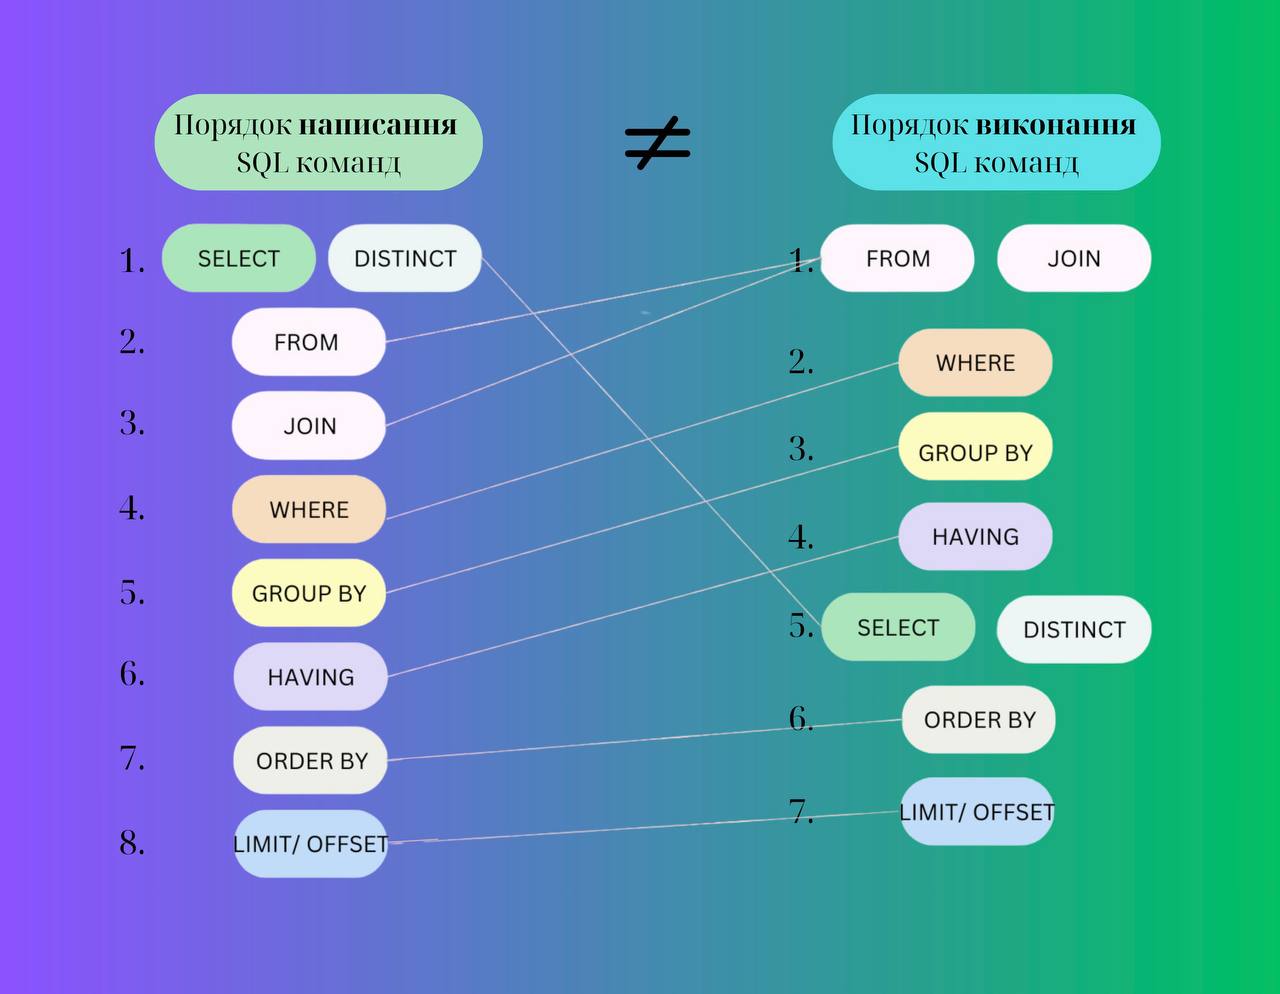 Порядок написання
SQL команд
≠
Порядок виконання
SQL команд
1. SELECT DISTINCT
2. FROM
3. JOIN
4. WHERE
5. GROUP BY
6. HAVING
7. ORDER BY
8. LIMIT/ OFFSET
1. FROM JOIN
2. WHERE
3. GROUP BY
4. HAVING
5. SELECT DISTINCT
6. ORDER BY
7. LIMIT/ OFFSET